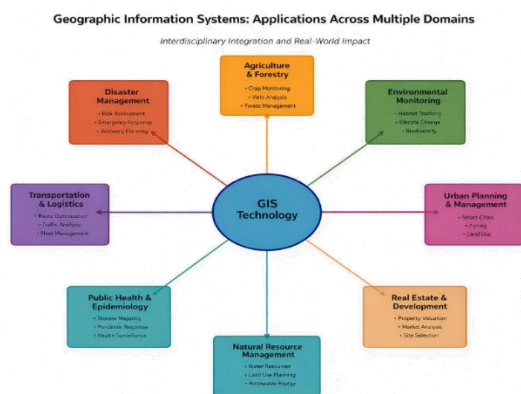 Geographic Information Systems: Applications Across Multiple Domains
Interdisciplinary Integration and Real-World Impact
Agriculture
& Forestry
• Crop Monitoring
• Yield Analysis
• Forest Management
Disaster
Management
• Risk Assessment
• Emergency Response
• Recovery Planning
Environmental
Monitoring
• Habitat Tracking
• Climate Change
• Biodiversity
Transportation
& Logistics
• Route Optimization
• Traffic Analysis
• Fleet Management
GIS
Technology
Urban Planning
& Management
• Smart Cities
• Zoning
• Land Use
Public Health &
Epidemiology
• Disease Mapping
• Pandemic Response
• Health Surveillance
Real Estate &
Development
• Property Valuation
• Market Analysis
• Site Selection
Natural Resource
Management
• Water Resources
• Land Use Planning
• Renewable Energy